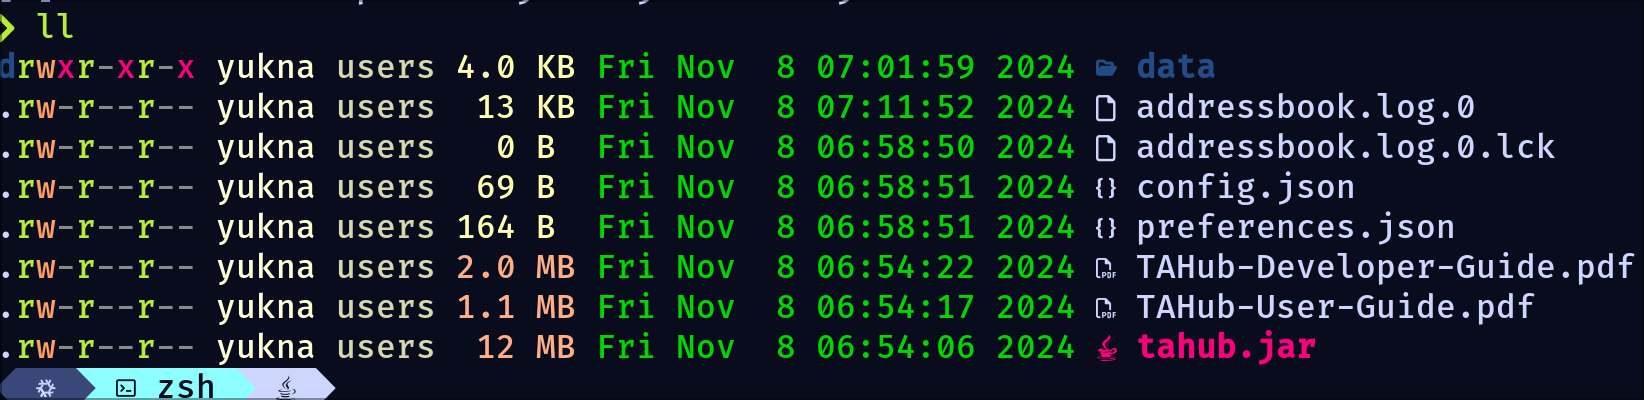 ❯ ll
drwxr-xr-x yukna users 4.0 KB Fri Nov  8 07:01:59 2024 data
.rw-r--r-- yukna users  13 KB Fri Nov  8 07:11:52 2024 addressbook.log.0
.rw-r--r-- yukna users   0 B  Fri Nov  8 06:58:50 2024 addressbook.log.0.lck
.rw-r--r-- yukna users  69 B  Fri Nov  8 06:58:51 2024 config.json
.rw-r--r-- yukna users 164 B  Fri Nov  8 06:58:51 2024 preferences.json
.rw-r--r-- yukna users 2.0 MB Fri Nov  8 06:54:22 2024 TAHub-Developer-Guide.pdf
.rw-r--r-- yukna users 1.1 MB Fri Nov  8 06:54:17 2024 TAHub-User-Guide.pdf
.rw-r--r-- yukna users  12 MB Fri Nov  8 06:54:06 2024 tahub.jar
zsh